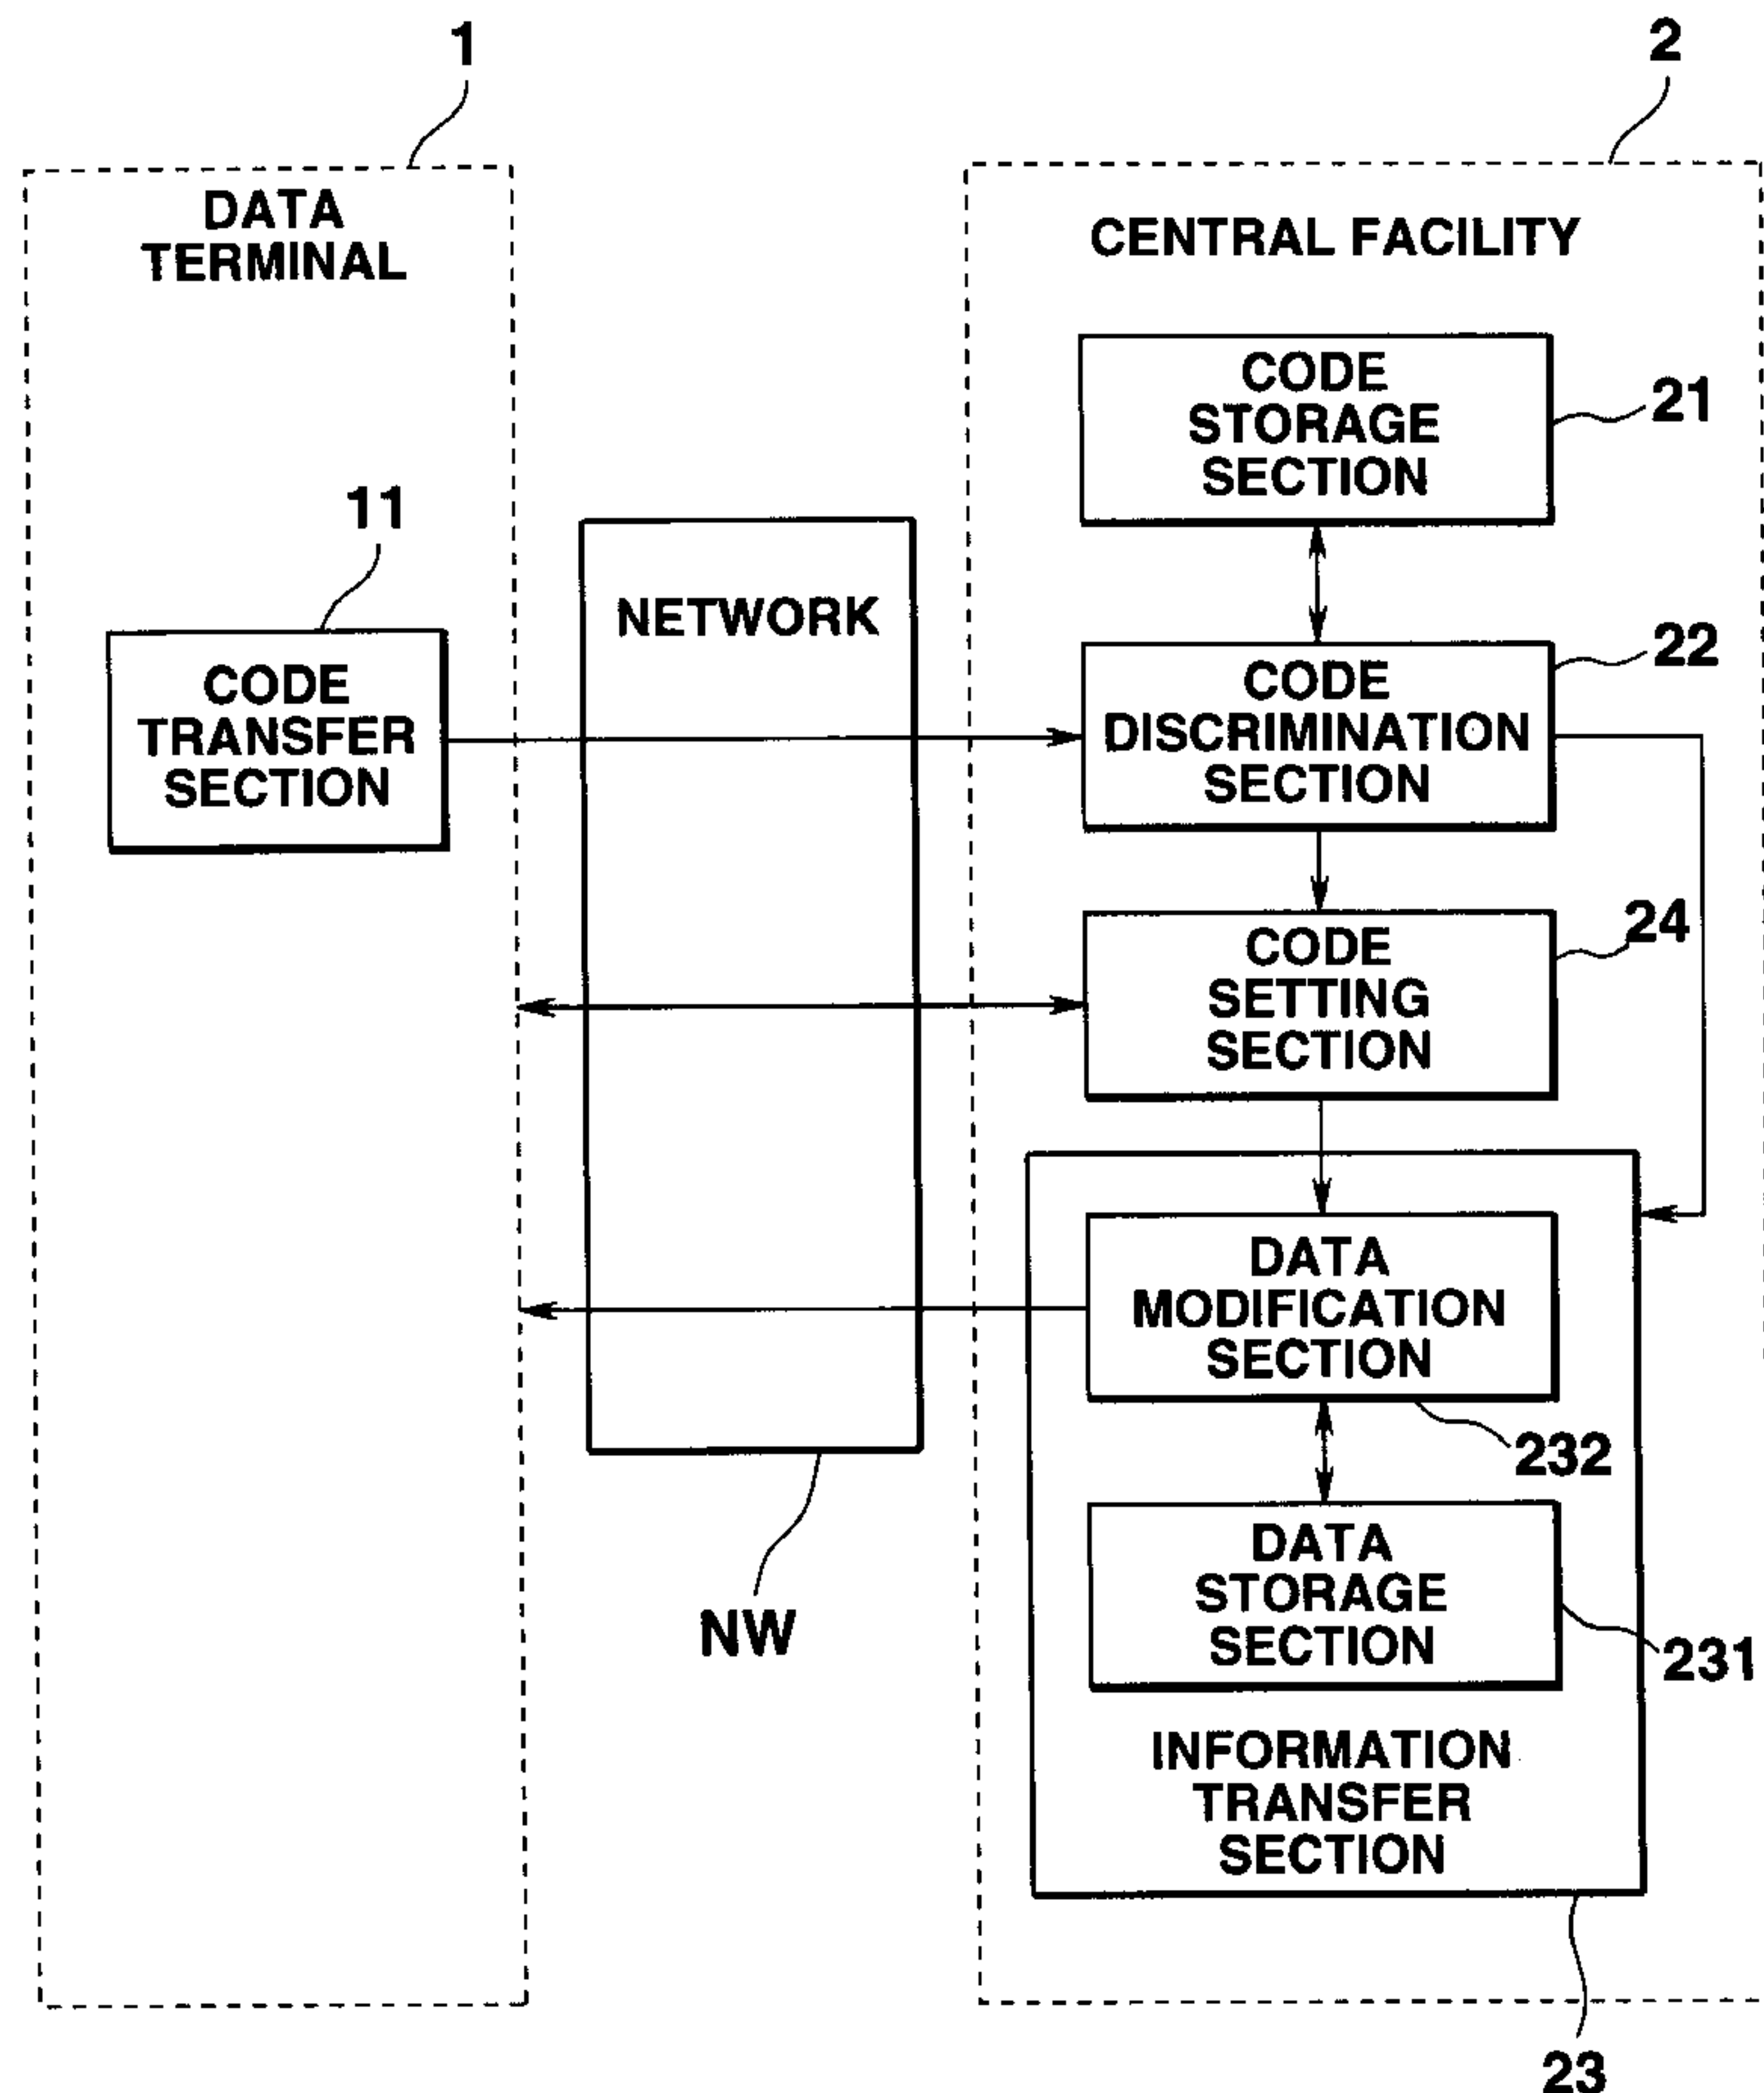 1
2
DATA
TERMINAL
CENTRAL FACILITY
CODE
STORAGE
SECTION
21
11
NETWORK
CODE
TRANSFER
SECTION
22
CODE
DISCRIMINATION
SECTION
24
CODE
SETTING
SECTION
DATA
MODIFICATION
SECTION
232
DATA
STORAGE
SECTION
NW
231
INFORMATION
TRANSFER
SECTION
23